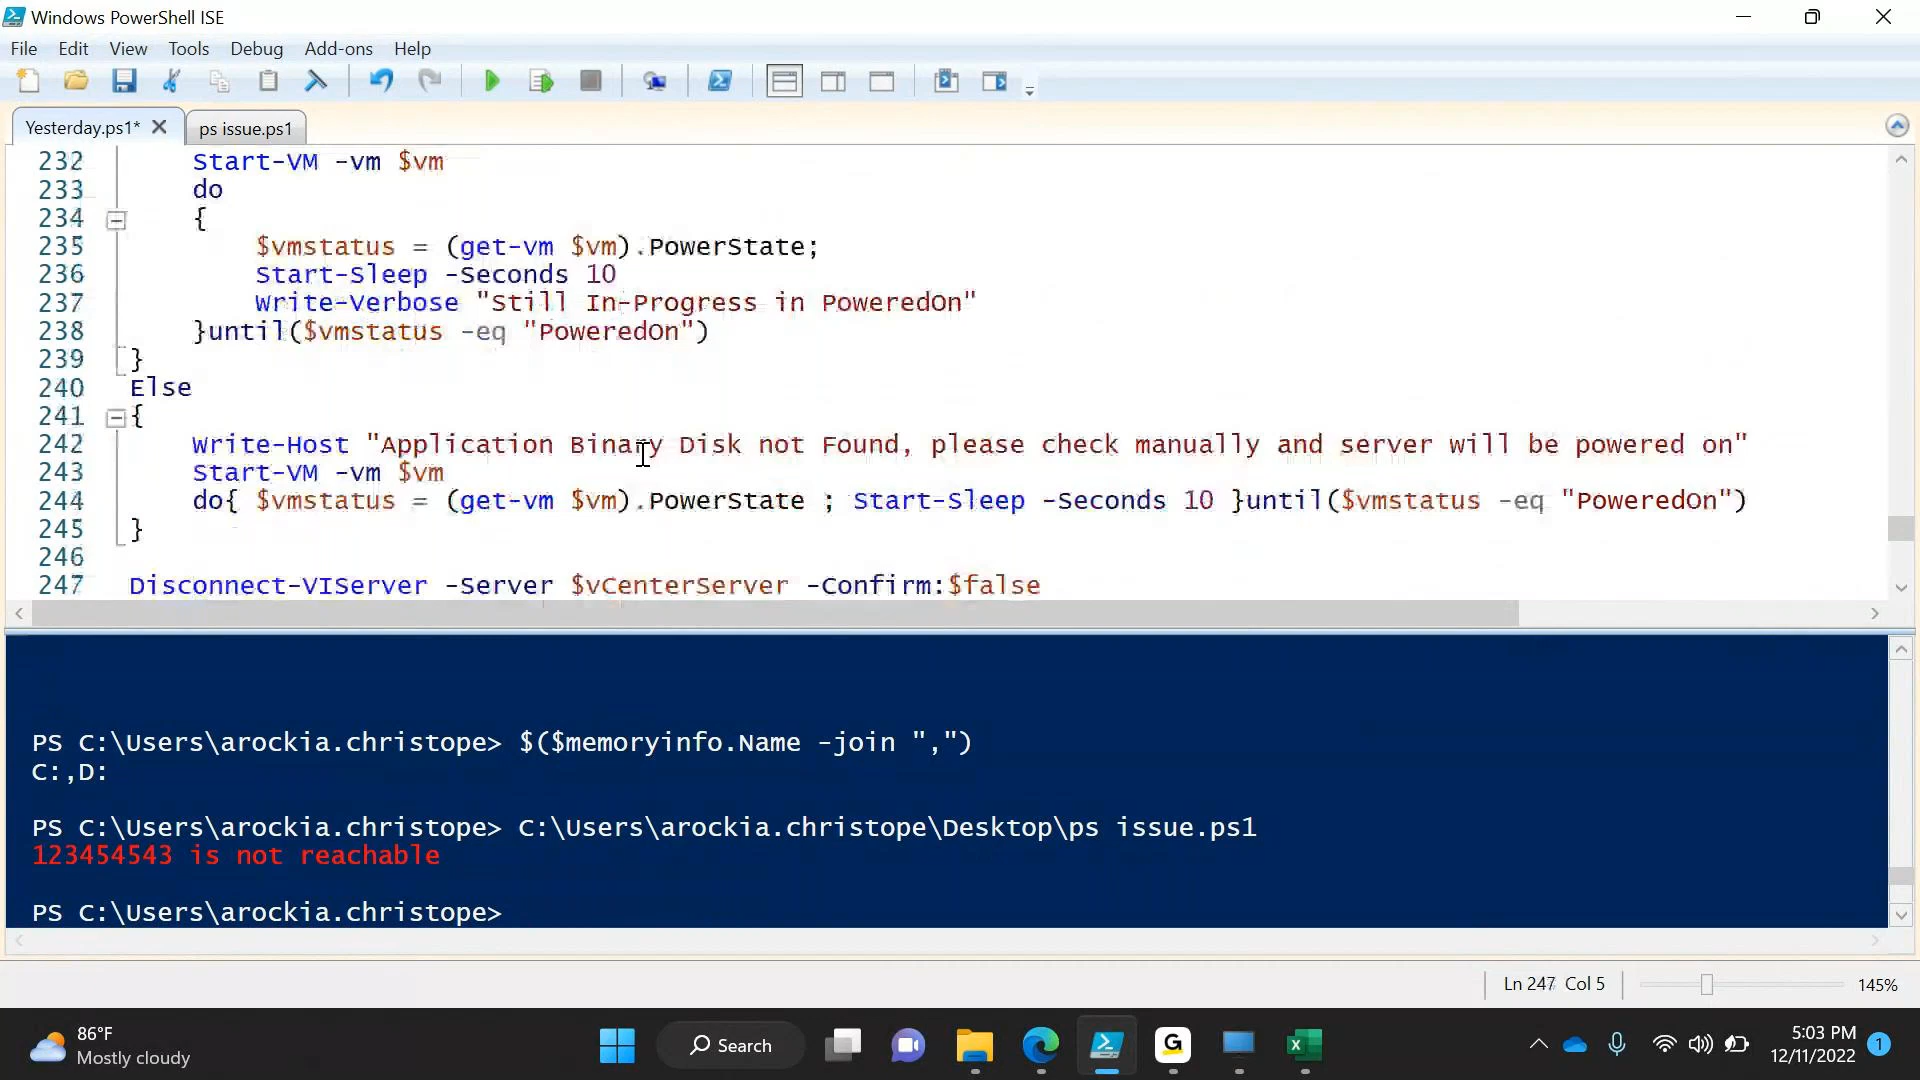 Windows PowerShell ISE
File Edit View Tools Debug Add-ons Help
Yesterday.ps1* ps issue.ps1
232 Start-VM -vm $vm
233 do
234 {
235 $vmstatus = (get-vm $vm).PowerState;
236 Start-Sleep -Seconds 10
237 Write-Verbose "Still In-Progress in PoweredOn"
238 }until($vmstatus -eq "PoweredOn")
239 }
240 Else
241 {
242 Write-Host "Application Binary Disk not Found, please check manually and server will be powered on"
243 Start-VM -vm $vm
244 do{ $vmstatus = (get-vm $vm).PowerState ; Start-Sleep -Seconds 10 }until($vmstatus -eq "PoweredOn")
245 }
246
247 Disconnect-VIServer -Server $vCenterServer -Confirm:$false
PS C:\Users\arockia.christope> $($memoryinfo.Name -join ",")
C:,D:
PS C:\Users\arockia.christope> C:\Users\arockia.christope\Desktop\ps issue.ps1
123454543 is not reachable
PS C:\Users\arockia.christope>
Ln 247 Col 5 145%
86°F
Mostly cloudy
Search
G
5:03 PM
12/11/2022
1